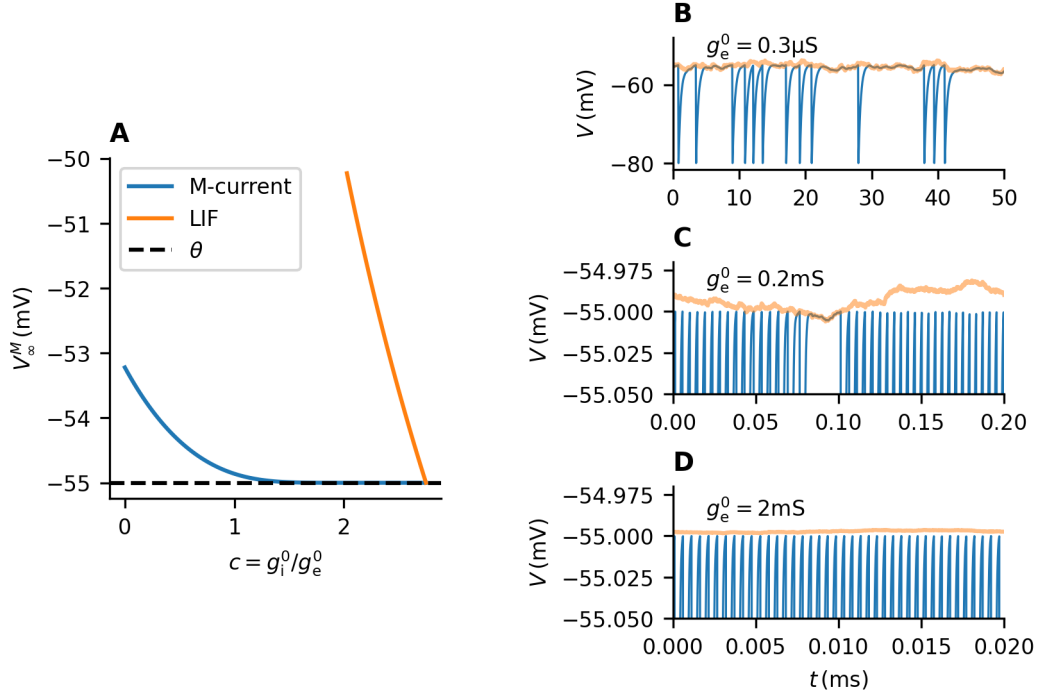 A
−50
−51
−52
−53
−54
−55
V∞ᴹ (mV)
M-current
LIF
θ
0
1
2
c = gᵢ⁰/gₑ⁰
B
gₑ⁰ = 0.3µS
−60
−80
V (mV)
0
10
20
30
40
50
C
gₑ⁰ = 0.2mS
−54.975
−55.000
−55.025
−55.050
V (mV)
0.00
0.05
0.10
0.15
0.20
D
gₑ⁰ = 2mS
−54.975
−55.000
−55.025
−55.050
V (mV)
0.000
0.005
0.010
0.015
0.020
t (ms)